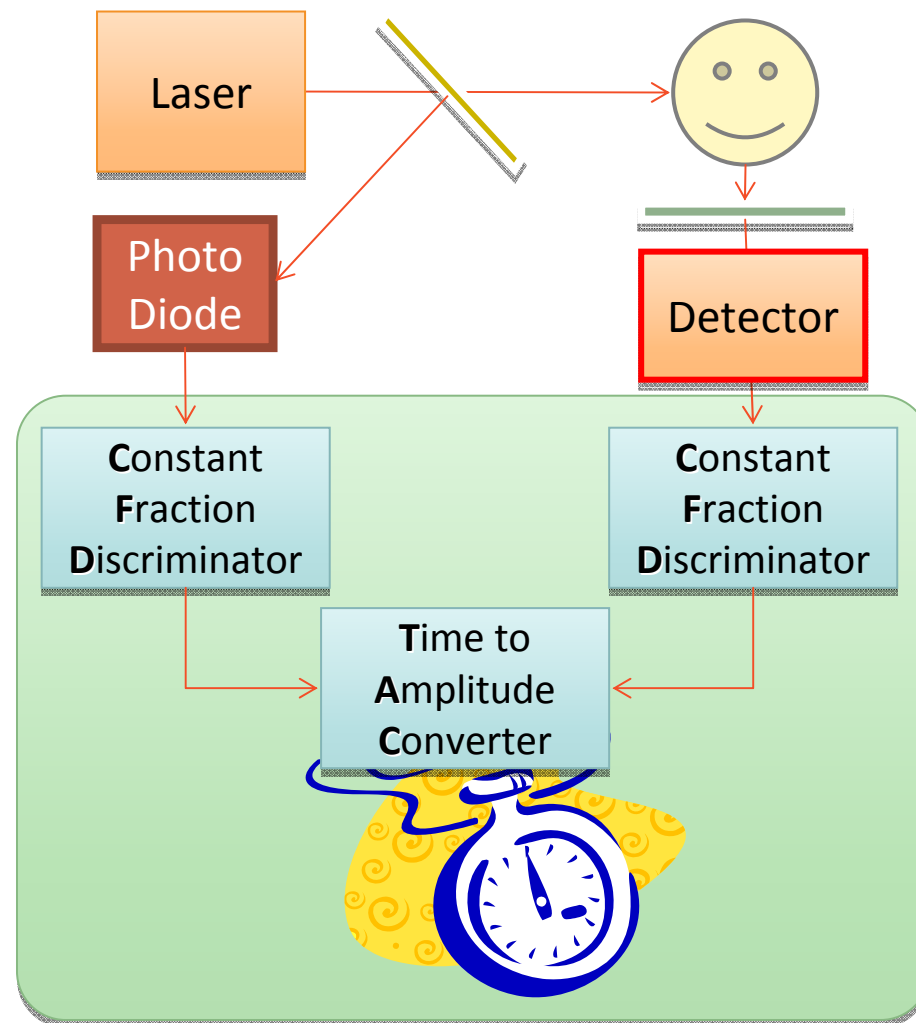 Laser
Photo
Diode
Detector
Constant
Fraction
Discriminator
Constant
Fraction
Discriminator
Time to
Amplitude
Converter